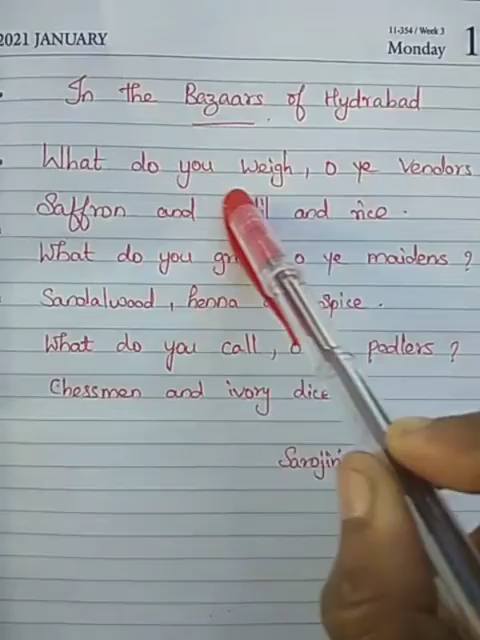 2021 JANUARY
11-354 / Week 3
Monday 1
In the Bazaars of Hydrabad
What do you weigh, o ye Vendors
Saffron and and rice.
What do you o ye maidens ?
Sandalwood, henna spice.
What do you call, o pedlers ?
Chessmen and ivory dice